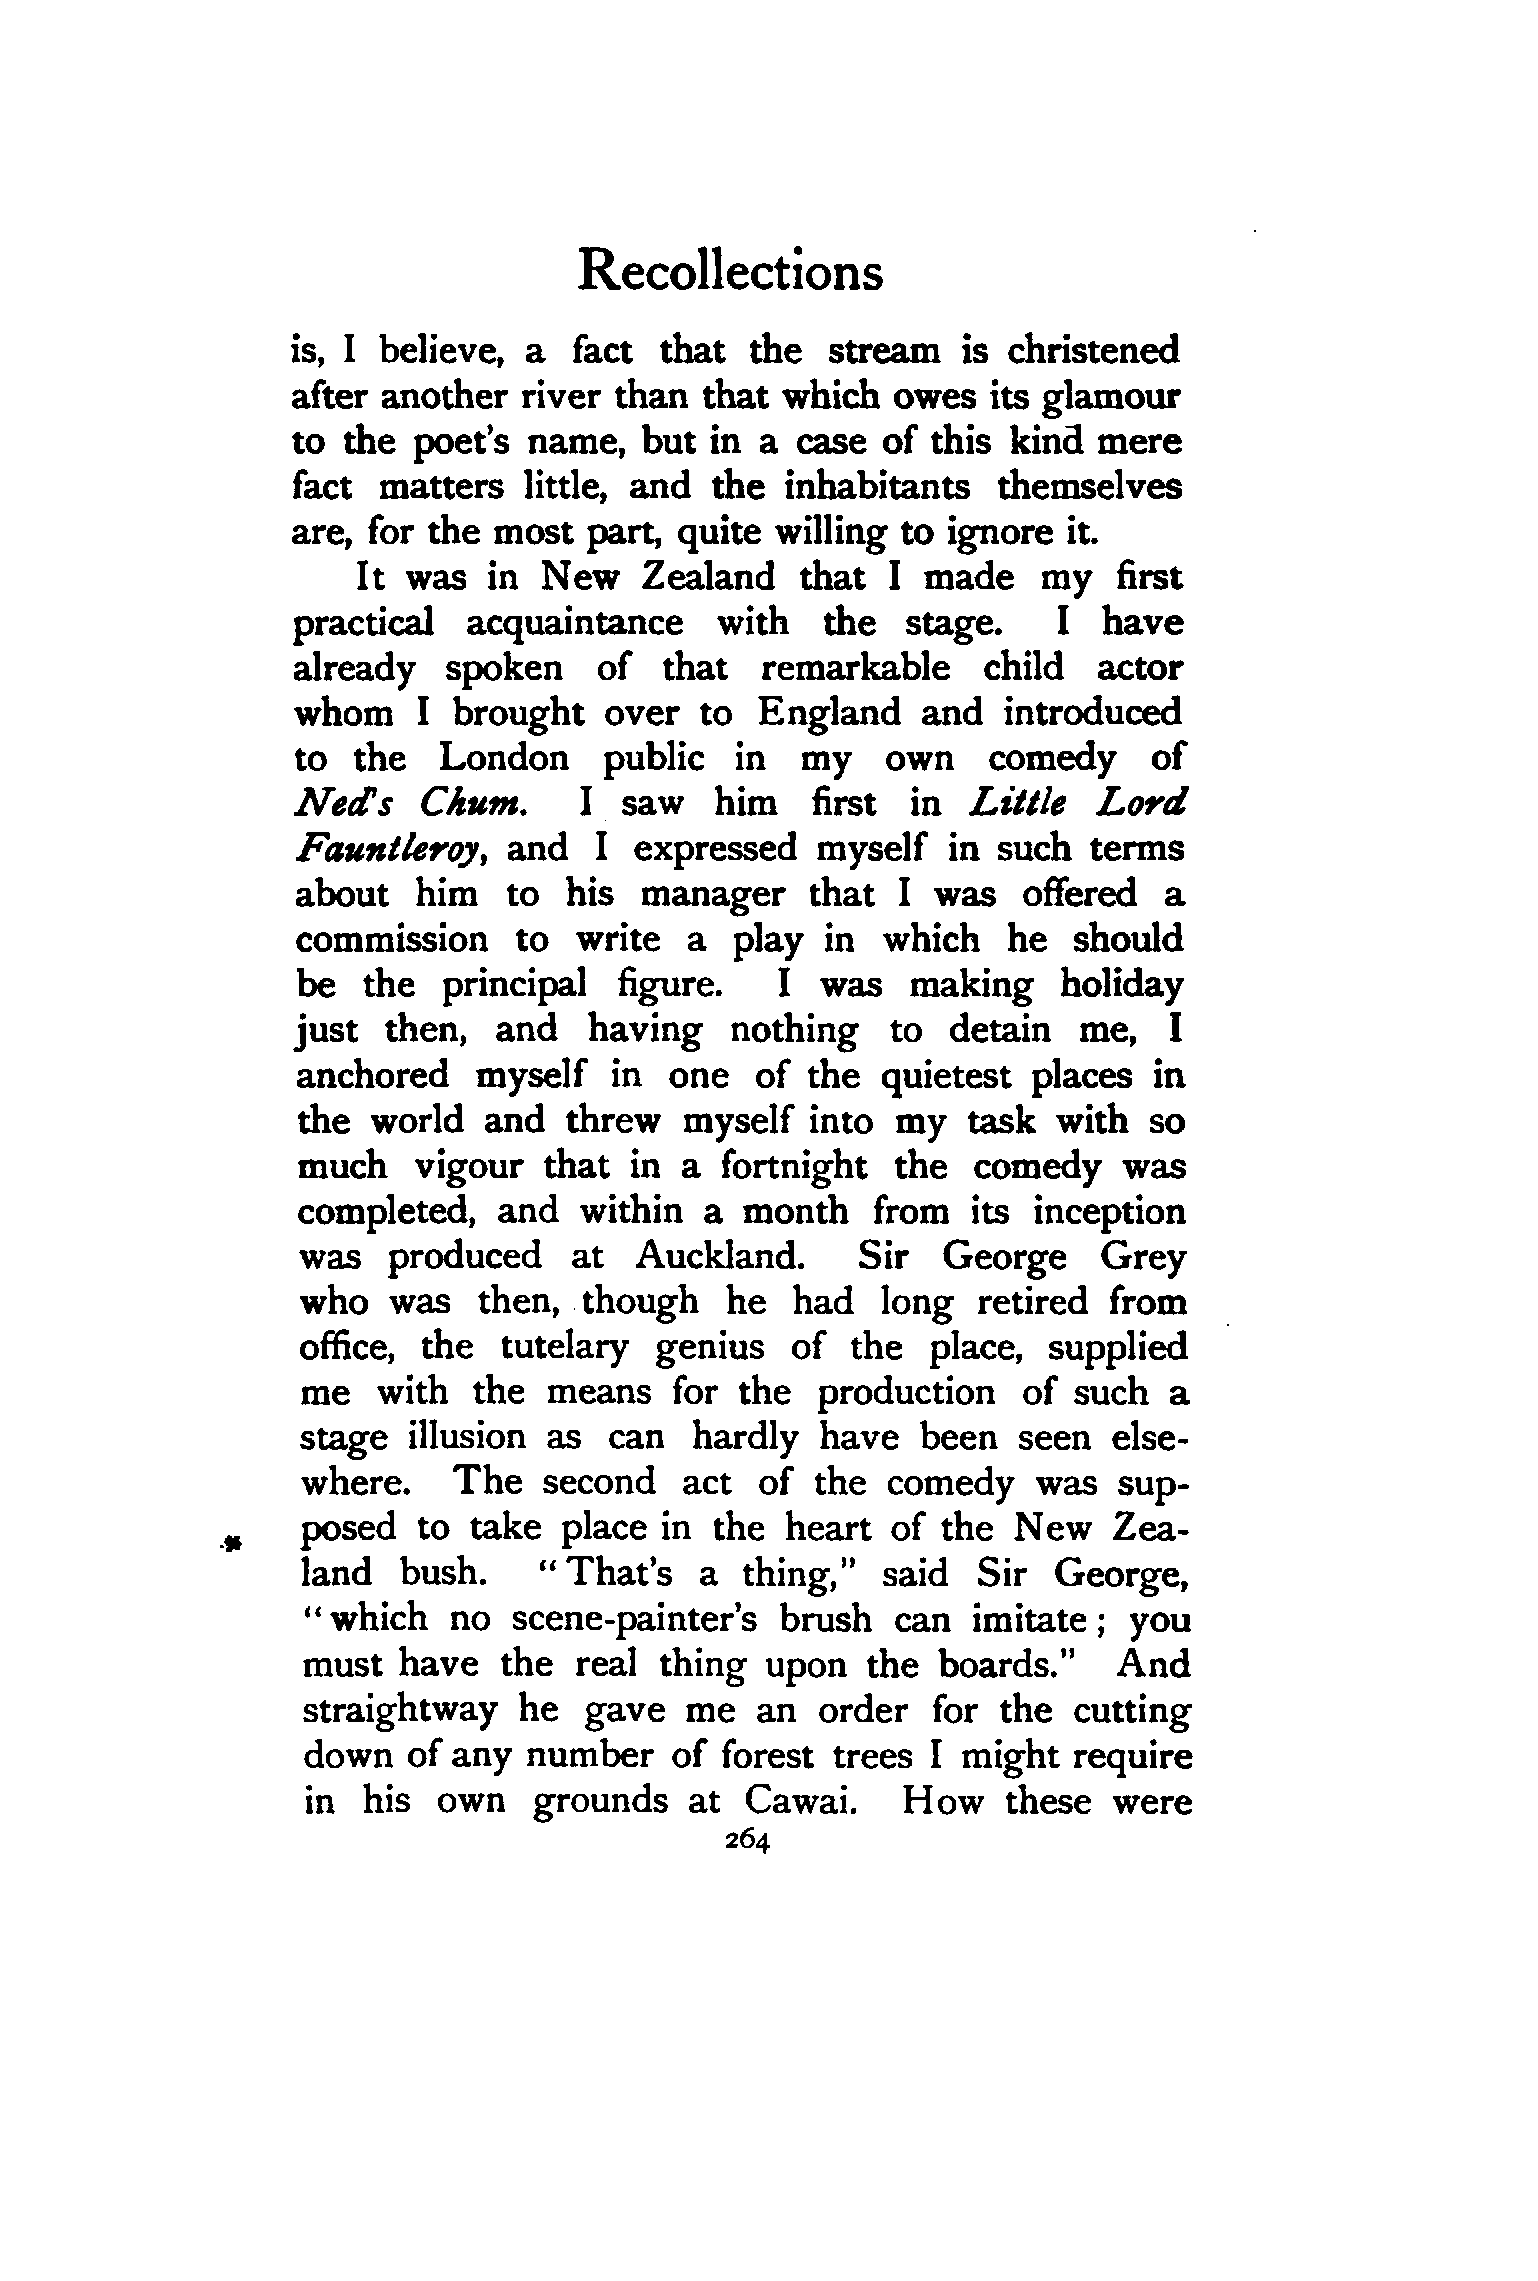 Recollections
is, I believe, a fact that the stream is christened
after another river than that which owes its glamour
to the poet's name, but in a case of this kind mere
fact matters little, and the inhabitants themselves
are, for the most part, quite willing to ignore it.
It was in New Zealand that I made my first
practical acquaintance with the stage. I have
already spoken of that remarkable child actor
whom I brought over to England and introduced
to the London public in my own comedy of
Ned's Chum. I saw him first in Little Lord
Fauntleroy, and I expressed myself in such terms
about him to his manager that I was offered a
commission to write a play in which he should
be the principal figure. I was making holiday
just then, and having nothing to detain me, I
anchored myself in one of the quietest places in
the world and threw myself into my task with so
much vigour that in a fortnight the comedy was
completed, and within a month from its inception
was produced at Auckland. Sir George Grey
who was then, though he had long retired from
office, the tutelary genius of the place, supplied
me with the means for the production of such a
stage illusion as can hardly have been seen else-
where. The second act of the comedy was sup-
posed to take place in the heart of the New Zea-
land bush. "That's a thing," said Sir George,
"which no scene-painter's brush can imitate; you
must have the real thing upon the boards." And
straightway he gave me an order for the cutting
down of any number of forest trees I might require
in his own grounds at Cawai. How these were
264